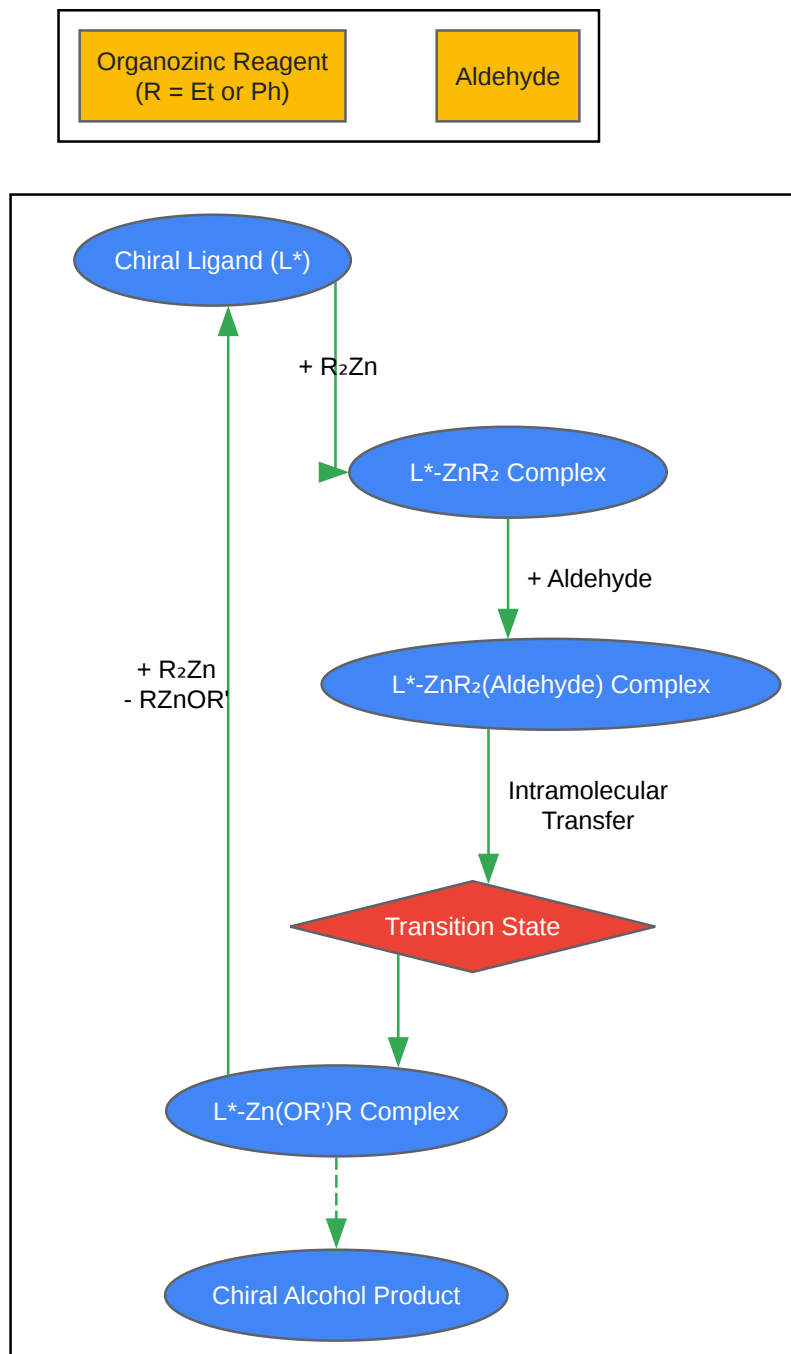 Organozinc Reagent
(R = Et or Ph)
Aldehyde
Chiral Ligand (L*)
+ R₂Zn
L*-ZnR₂ Complex
+ Aldehyde
+ R₂Zn
- RZnOR'
L*-ZnR₂(Aldehyde) Complex
Intramolecular
Transfer
Transition State
L*-Zn(OR')R Complex
Chiral Alcohol Product